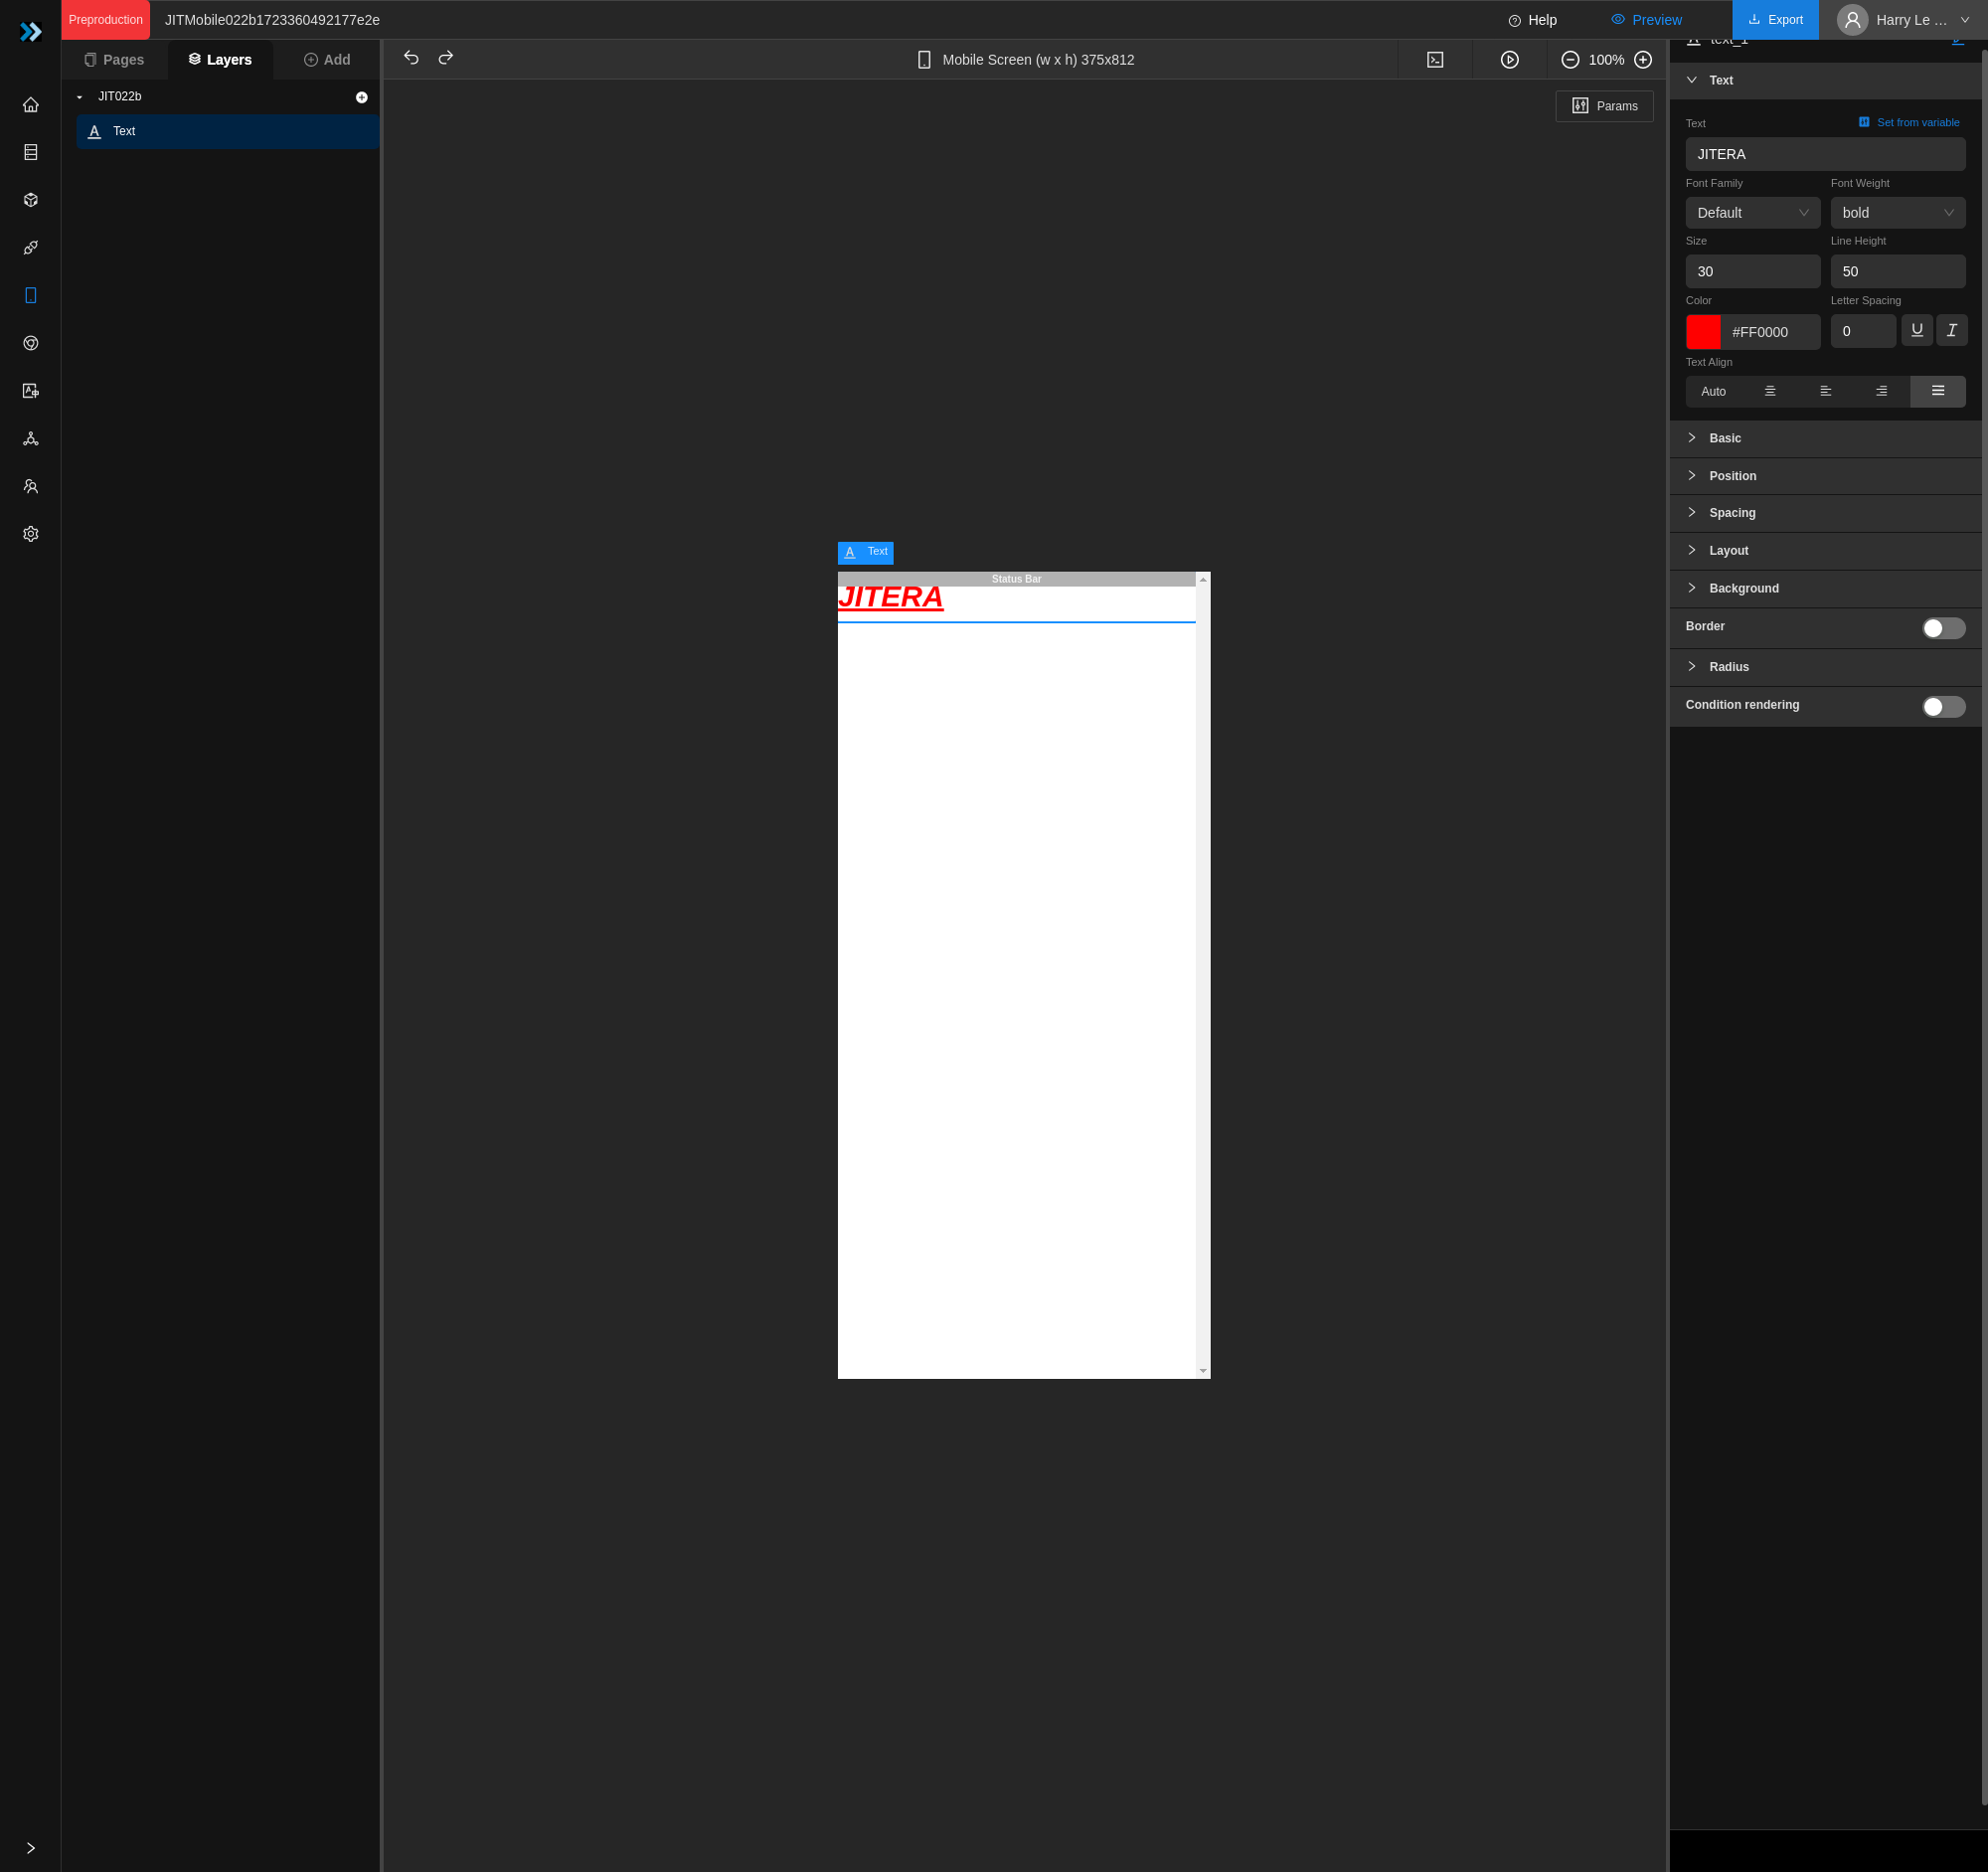 Preproduction
JITMobile022b1723360492177e2e
Help
Preview
Export
Harry Le ...
Pages
Layers
Add
Mobile Screen (w x h) 375x812
100%
text_1
JIT022b
Text
Params
Text
Text
Set from variable
JITERA
Font Family
Font Weight
Default
bold
Size
Line Height
30
50
Color
Letter Spacing
#FF0000
0
Text Align
Auto
Basic
Position
Spacing
Layout
Background
Border
Radius
Condition rendering
Text
Status Bar
JITERA